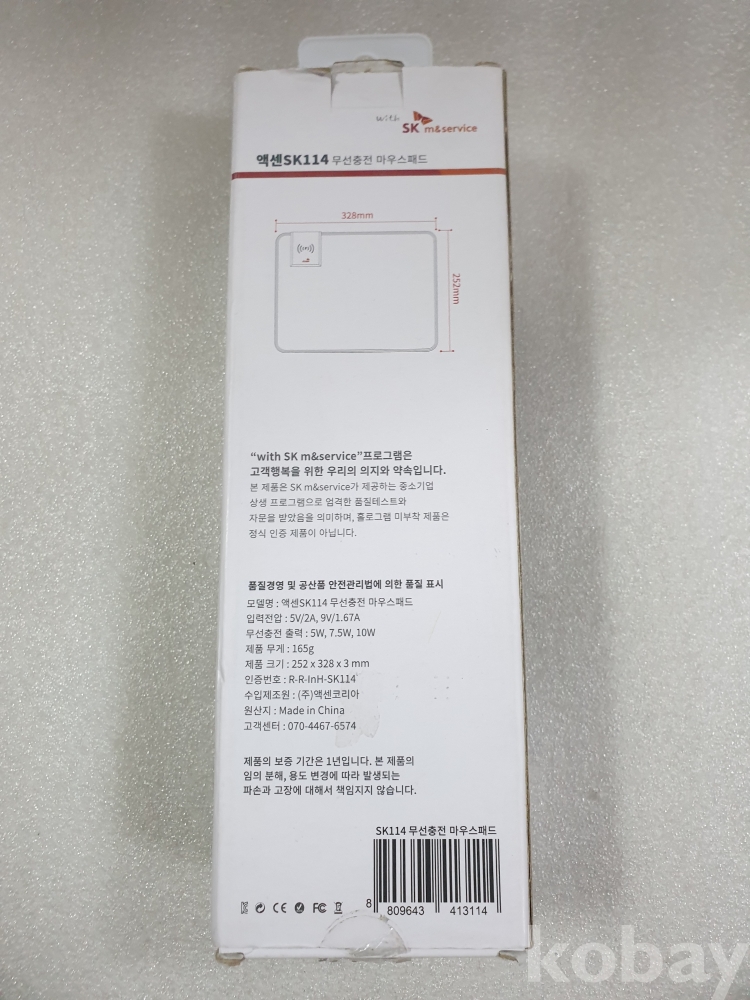 with
SK m&service
액센SK114 무선충전 마우스패드
328mm
252mm
“with SK m&service”프로그램은
고객행복을 위한 우리의 의지와 약속입니다.
본 제품은 SK m&service가 제공하는 중소기업
상생 프로그램으로 엄격한 품질테스트와
자문을 받았음을 의미하며, 홀로그램 미부착 제품은
정식 인증 제품이 아닙니다.
품질경영 및 공산품 안전관리법에 의한 품질 표시
모델명 : 액센SK114 무선충전 마우스패드
입력전압 : 5V/2A, 9V/1.67A
무선충전 출력 : 5W, 7.5W, 10W
제품 무게 : 165g
제품 크기 : 252 x 328 x 3 mm
인증번호 : R-R-InH-SK114
수입제조원 : (주)액센코리아
원산지 : Made in China
고객센터 : 070-4467-6574
제품의 보증 기간은 1년입니다. 본 제품의
임의 분해, 용도 변경에 따라 발생되는
파손과 고장에 대해서 책임지지 않습니다.
SK114 무선충전 마우스패드
CE FC
8 809643 413114
kobay